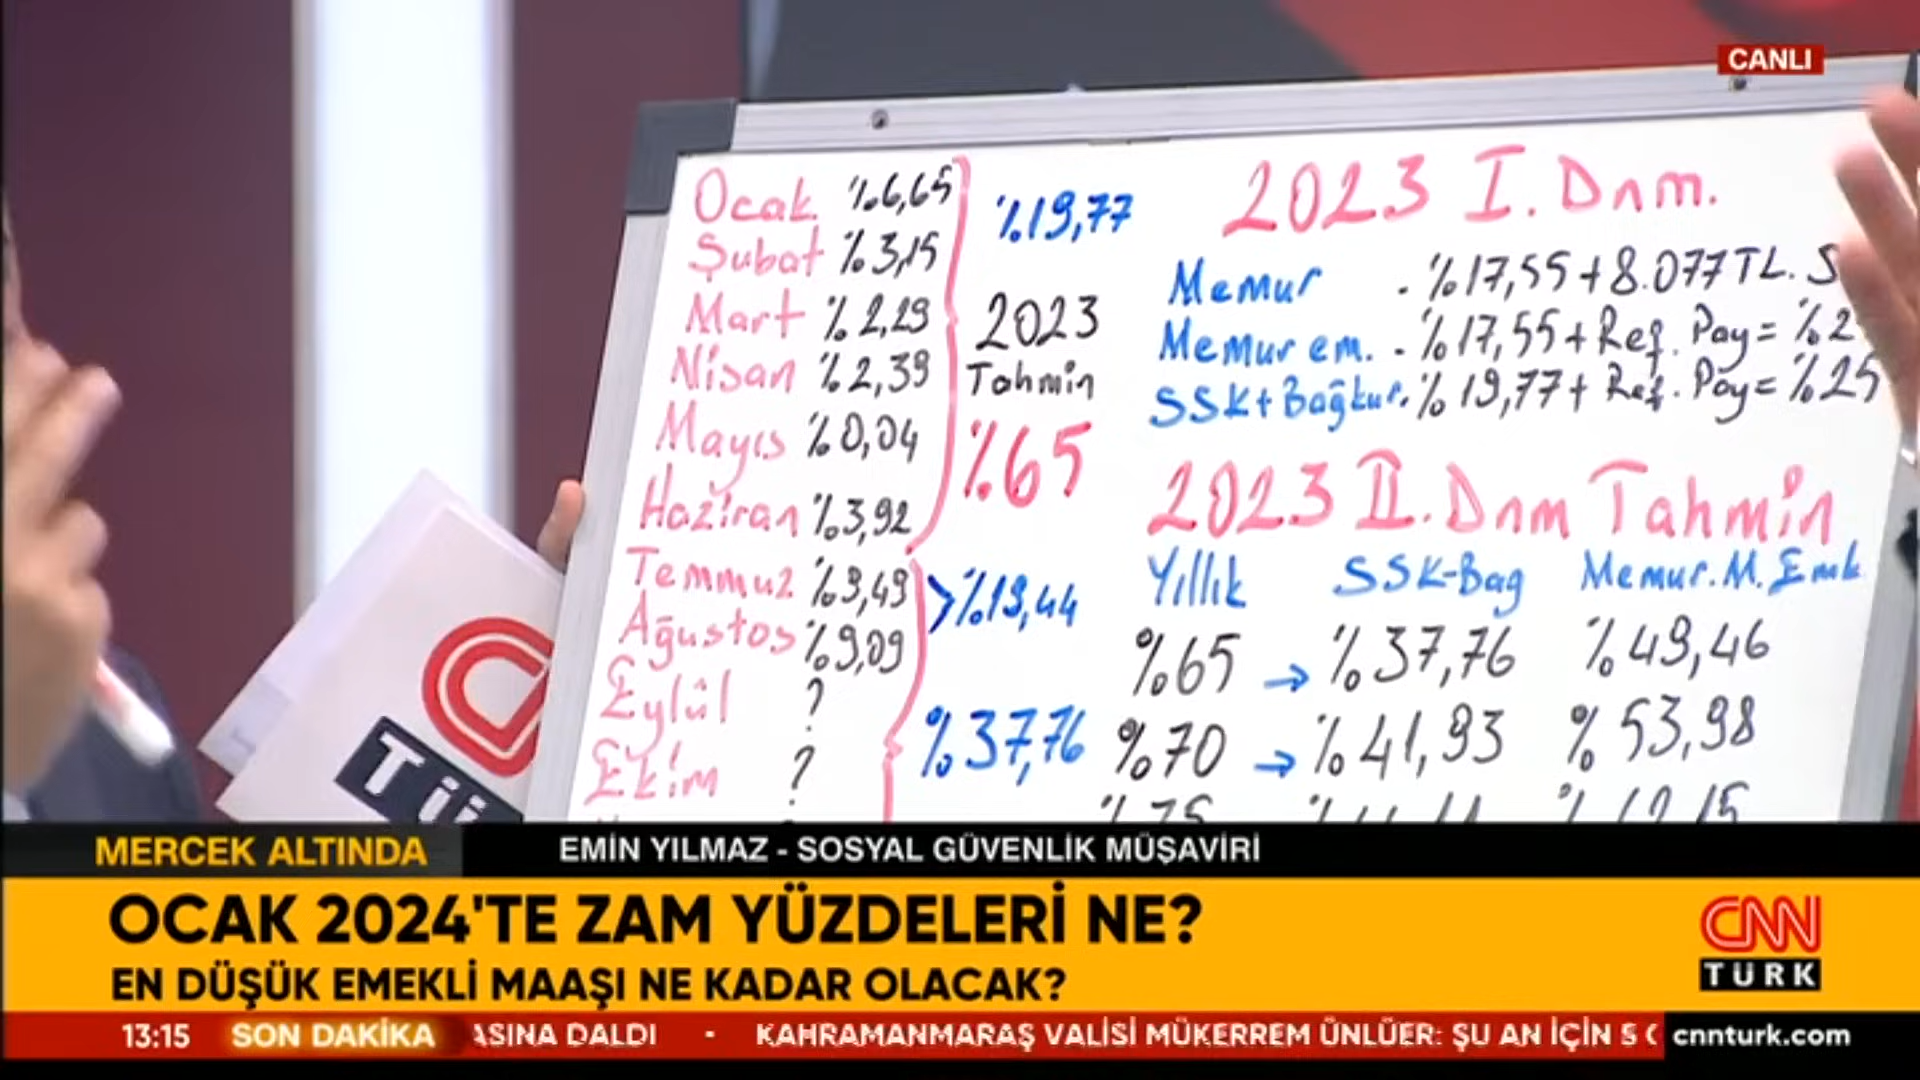 CANLI
Ocak %6,65
Şubat %3,15
Mart %2,29
Nisan %2,39
Mayıs %0,04
Haziran %3,92
Temmuz %9,49
Ağustos %9,09
Eylül ?
Ekim ?
%19,77
2023
Tahmin
%65
>%19,44
%37,76
2023 I. Dnm.
Memur . %17,55+8.077TL.
Memur em. . %17,55+Ref. Pay=
SSK+Bağkur. %19,77+ Ref. Pay= %25
2023 II. Dnm Tahmin
Yıllık SSK-Bag Memur. M. Emk
%65 → %37,76 %49,46
%70 → %41,93 %53,98
TÜ
MERCEK ALTINDA
EMİN YILMAZ - SOSYAL GÜVENLİK MÜŞAVİRİ
OCAK 2024'TE ZAM YÜZDELERİ NE?
EN DÜŞÜK EMEKLİ MAAŞI NE KADAR OLACAK?
CNN
TURK
13:15 SON DAKİKA ASINA DALDI - KAHRAMANMARAŞ VALİSİ MÜKERREM ÜNLÜER: ŞU AN İÇİN
cnnturk.com